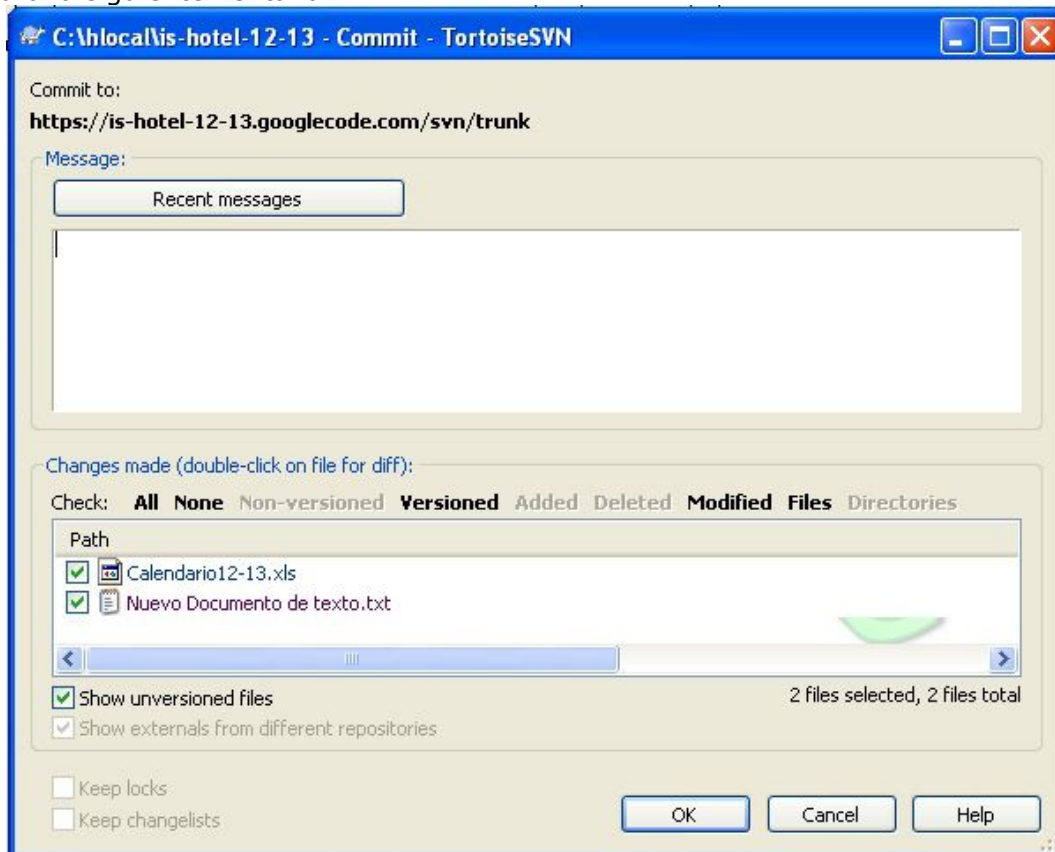 C:\hlocal\is-hotel-12-13 - Commit - TortoiseSVN
Commit to:
https://is-hotel-12-13.googlecode.com/svn/trunk
Message:
Recent messages
Changes made (double-click on file for diff):
Check: All None Non-versioned Versioned Added Deleted Modified Files Directories
Path
Calendario12-13.xls
Nuevo Documento de texto.txt
Show unversioned files 2 files selected, 2 files total
Show externals from different repositories
Keep locks
Keep changelists
OK Cancel Help